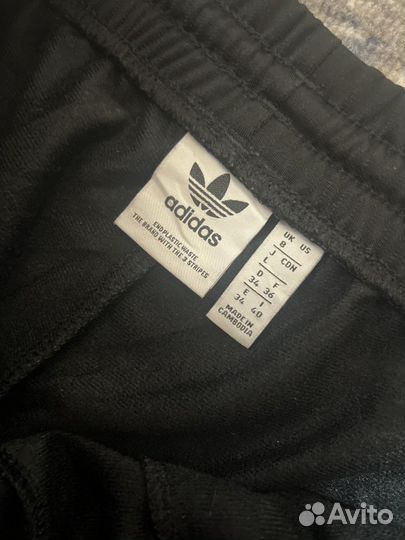 adidas
END PLASTIC WASTE
THE BRAND WITH THE 3 STRIPES
UK US
8
J CDN
L
D F
34 36
E I
34 40
MADE IN
CAMBODIA
Avito